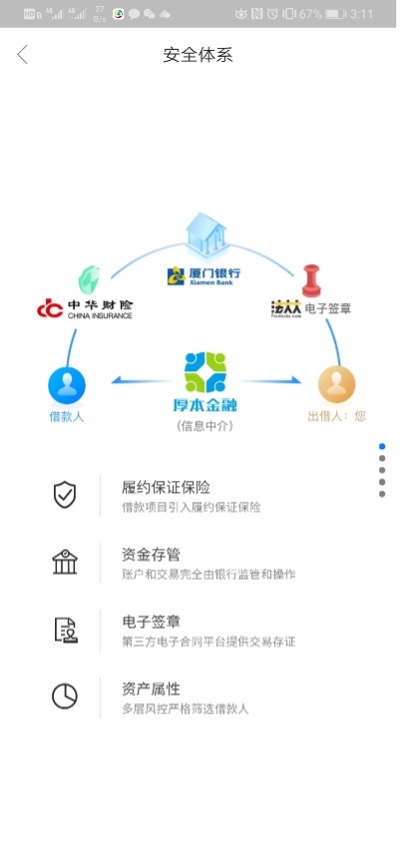 27
B/s
67%
3:11
安全体系
厦门银行
Xiamen Bank
中华财险
CHINA INSURANCE
法大大 电子签章
厚本金融
(信息中介)
借款人
出借人：您
履约保证保险
借款项目引入履约保证保险
资金存管
账户和交易完全由银行监管和操作
电子签章
第三方电子合同平台提供交易存证
资产属性
多层风控严格筛选借款人